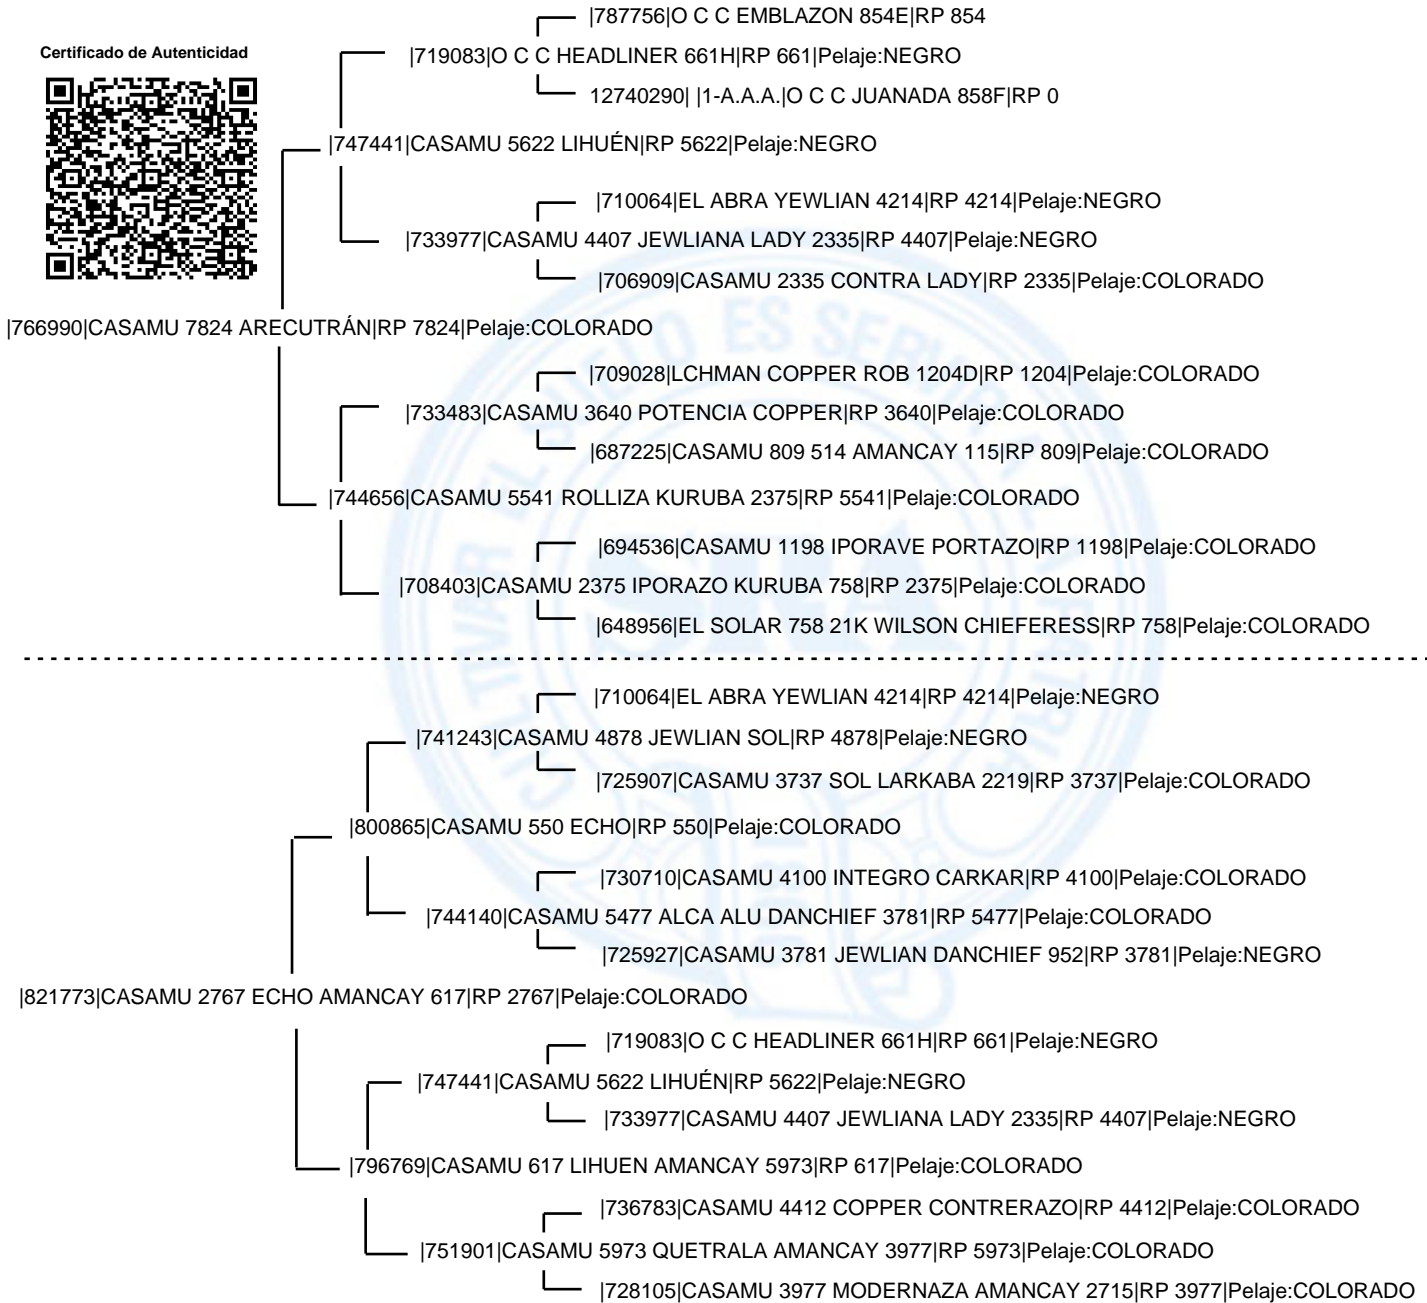 |787756|O C C EMBLAZON 854E|RP 854
Certificado de Autenticidad
|719083|O C C HEADLINER 661H|RP 661|Pelaje:NEGRO
12740290| |1-A.A.A.|O C C JUANADA 858F|RP 0
|747441|CASAMU 5622 LIHUÉN|RP 5622|Pelaje:NEGRO
|710064|EL ABRA YEWLIAN 4214|RP 4214|Pelaje:NEGRO
|733977|CASAMU 4407 JEWLIANA LADY 2335|RP 4407|Pelaje:NEGRO
|706909|CASAMU 2335 CONTRA LADY|RP 2335|Pelaje:COLORADO
|766990|CASAMU 7824 ARECUTRÁN|RP 7824|Pelaje:COLORADO
|709028|LCHMAN COPPER ROB 1204D|RP 1204|Pelaje:COLORADO
|733483|CASAMU 3640 POTENCIA COPPER|RP 3640|Pelaje:COLORADO
|687225|CASAMU 809 514 AMANCAY 115|RP 809|Pelaje:COLORADO
|744656|CASAMU 5541 ROLLIZA KURUBA 2375|RP 5541|Pelaje:COLORADO
|694536|CASAMU 1198 IPORAVE PORTAZO|RP 1198|Pelaje:COLORADO
|708403|CASAMU 2375 IPORAZO KURUBA 758|RP 2375|Pelaje:COLORADO
|648956|EL SOLAR 758 21K WILSON CHIEFERESS|RP 758|Pelaje:COLORADO
|710064|EL ABRA YEWLIAN 4214|RP 4214|Pelaje:NEGRO
|741243|CASAMU 4878 JEWLIAN SOL|RP 4878|Pelaje:NEGRO
|725907|CASAMU 3737 SOL LARKABA 2219|RP 3737|Pelaje:COLORADO
|800865|CASAMU 550 ECHO|RP 550|Pelaje:COLORADO
|730710|CASAMU 4100 INTEGRO CARKAR|RP 4100|Pelaje:COLORADO
|744140|CASAMU 5477 ALCA ALU DANCHIEF 3781|RP 5477|Pelaje:COLORADO
|725927|CASAMU 3781 JEWLIAN DANCHIEF 952|RP 3781|Pelaje:NEGRO
|821773|CASAMU 2767 ECHO AMANCAY 617|RP 2767|Pelaje:COLORADO
|719083|O C C HEADLINER 661H|RP 661|Pelaje:NEGRO
|747441|CASAMU 5622 LIHUÉN|RP 5622|Pelaje:NEGRO
|733977|CASAMU 4407 JEWLIANA LADY 2335|RP 4407|Pelaje:NEGRO
|796769|CASAMU 617 LIHUEN AMANCAY 5973|RP 617|Pelaje:COLORADO
|736783|CASAMU 4412 COPPER CONTRERAZO|RP 4412|Pelaje:COLORADO
|751901|CASAMU 5973 QUETRALA AMANCAY 3977|RP 5973|Pelaje:COLORADO
|728105|CASAMU 3977 MODERNAZA AMANCAY 2715|RP 3977|Pelaje:COLORADO
CULTIVAR EL SUELO ES SERVIR A LA PATRIA
SRA
1866